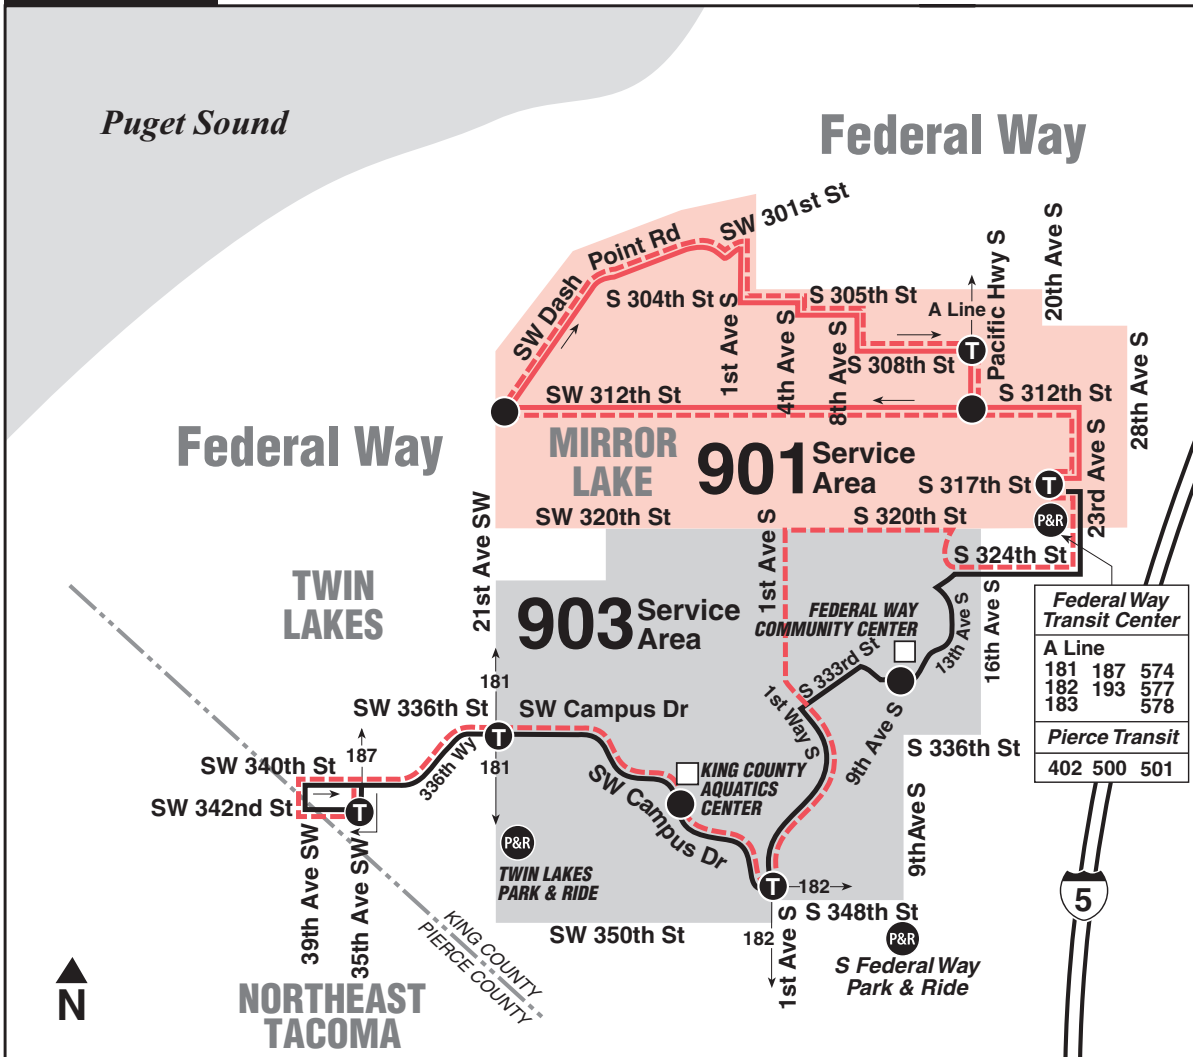 Puget Sound
Federal Way
SW 301st St
Point Rd
SW Dash
S 304th St
S 305th St
A Line
Pacific Hwy S
20th Ave S
1st Ave S
4th Ave S
8th Ave S
S 308th St
T
28th Ave S
SW 312th St
S 312th St
Federal Way
MIRROR
LAKE
901 Service
Area
S 317th St
T
23rd Ave S
P&R
SW 320th St
S 320th St
21st Ave SW
1st Ave S
S 324th St
TWIN
LAKES
903 Service
Area
FEDERAL WAY
COMMUNITY CENTER
13th Ave S
16th Ave S
Federal Way
Transit Center
A Line
181 187 574
182 193 577
183 578
Pierce Transit
402 500 501
181
S 333rd St
1st Way S
9th Ave S
SW 336th St
SW Campus Dr
T
S 336th St
187
336th Wy
181
SW 340th St
SW 342nd St
T
KING COUNTY
AQUATICS
CENTER
SW Campus Dr
P&R
TWIN LAKES
PARK & RIDE
9thAve S
39th Ave SW
35th Ave SW
T
182
5
S 348th St
SW 350th St
182
1st Ave S
P&R
S Federal Way
Park & Ride
KING COUNTY
PIERCE COUNTY
N
NORTHEAST
TACOMA